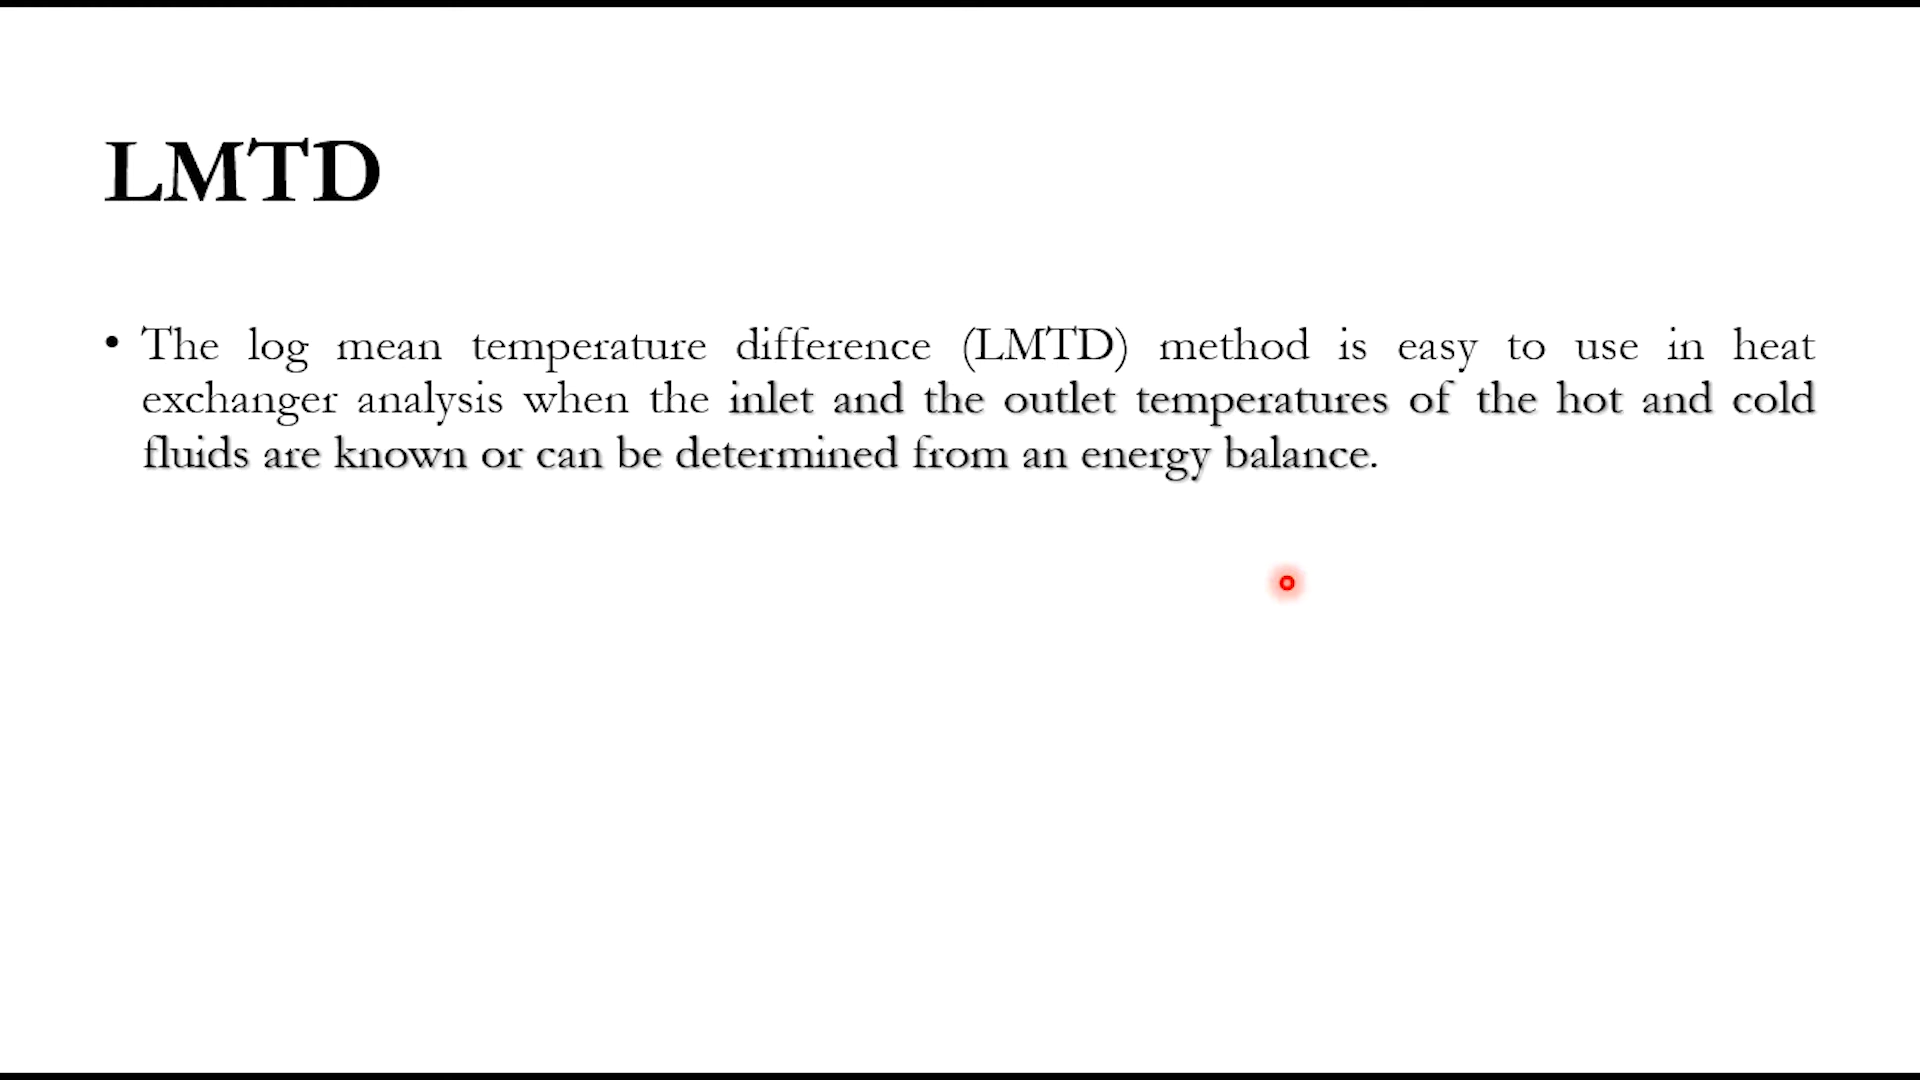 LMTD
• The log mean temperature difference (LMTD) method is easy to use in heat
exchanger analysis when the inlet and the outlet temperatures of the hot and cold
fluids are known or can be determined from an energy balance.